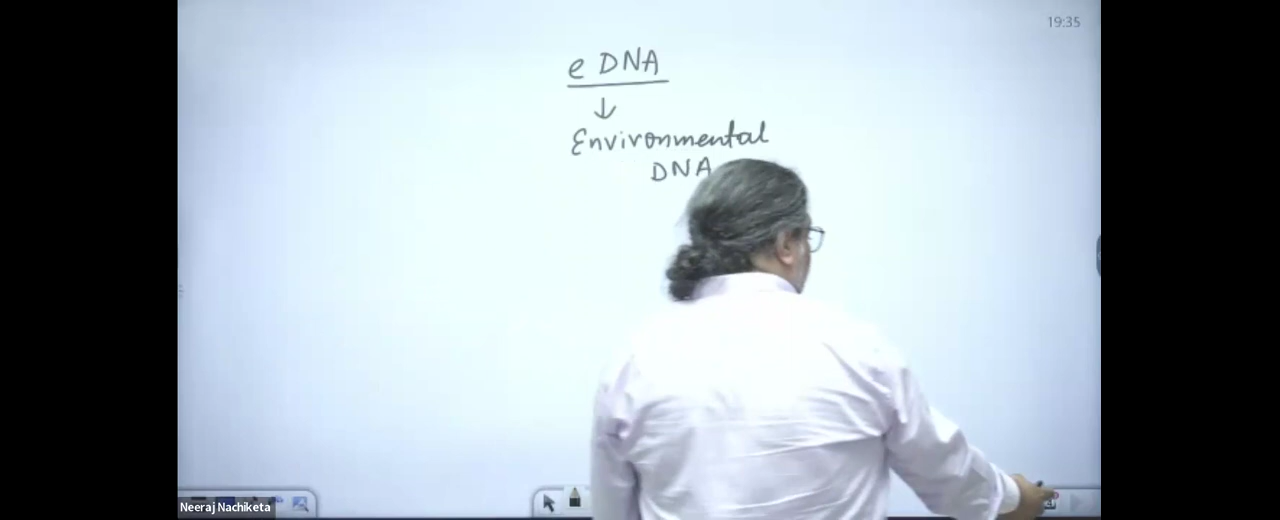 19:35
e DNA
↓
Environmental
DNA
Neeraj Nachiketa